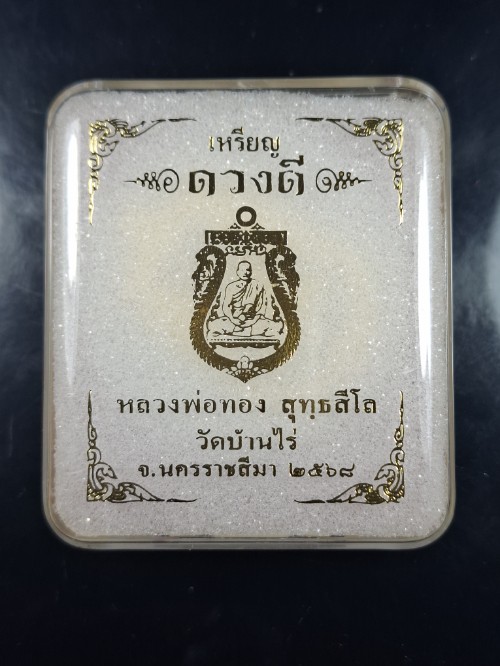 เหรียญ
ดวงดี
หลวงพ่อทอง สุทฺธสีโล
วัดบ้านไร่
จ.นครราชสีมา ๒๕๖๘